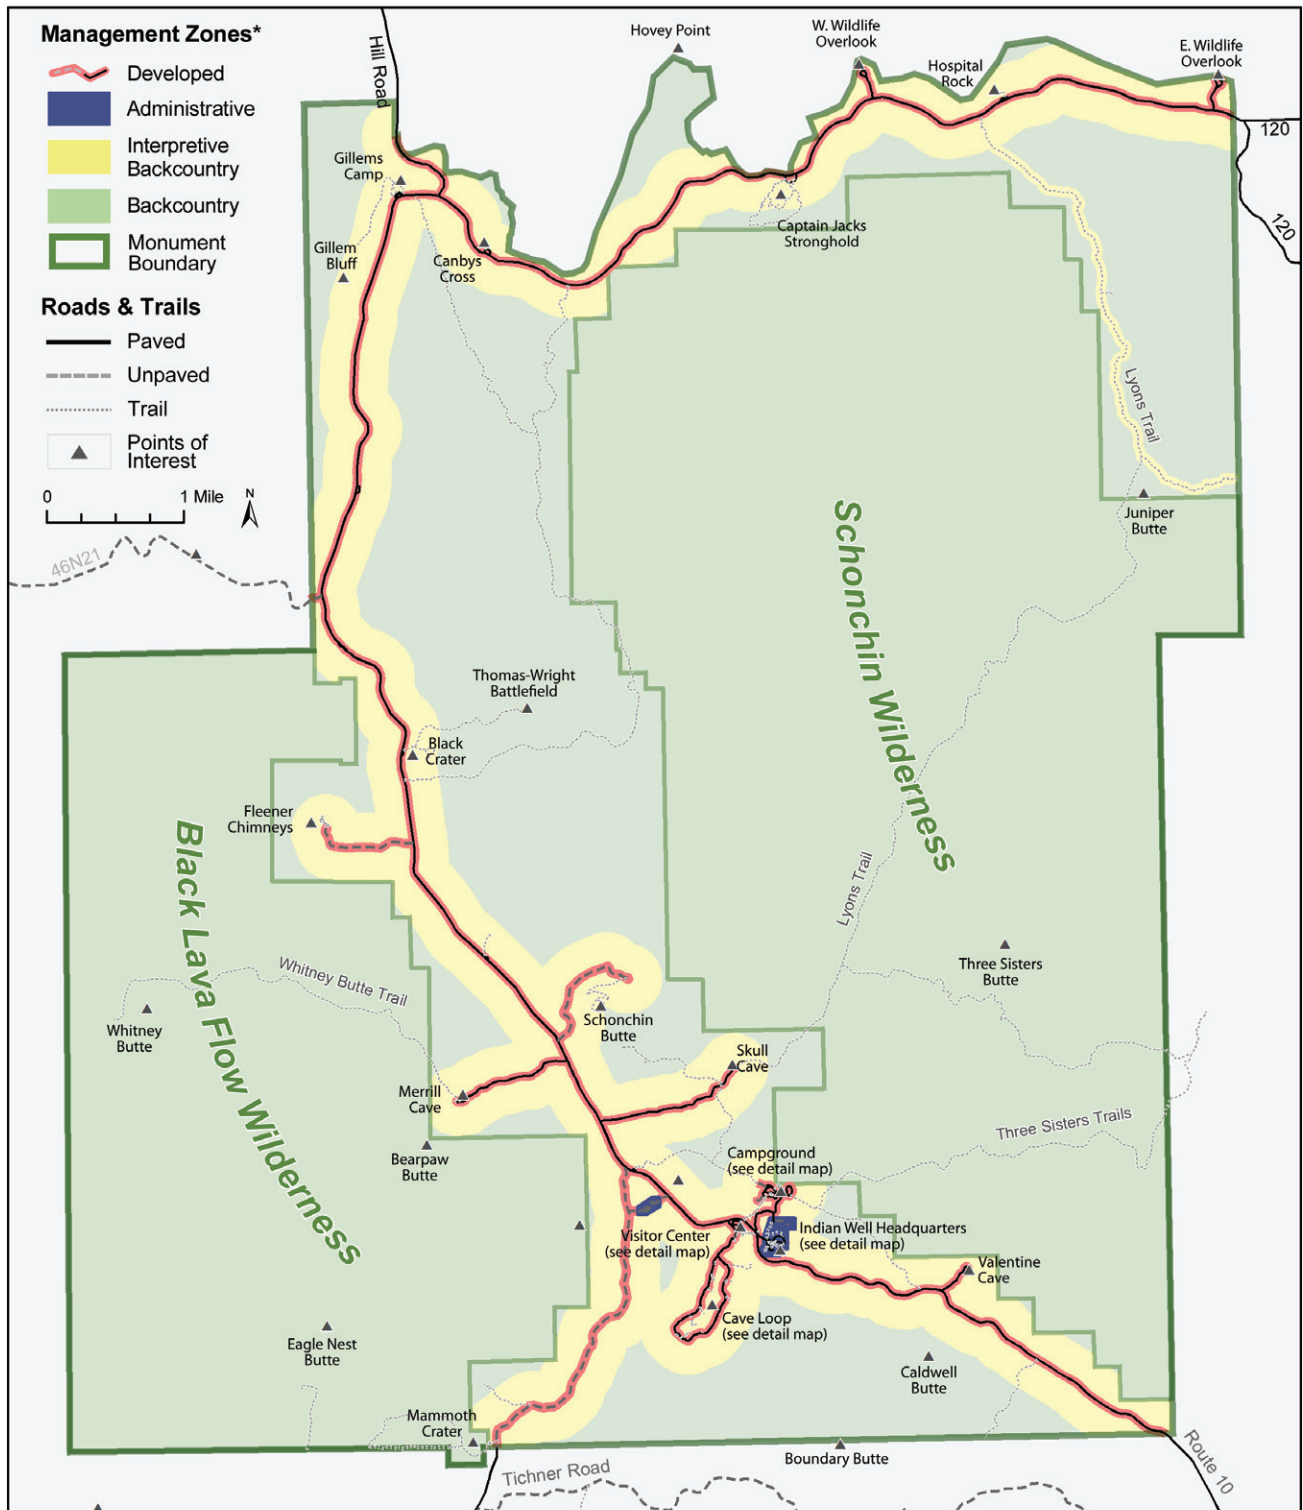 Management Zones*
Developed
Administrative
Interpretive
Backcountry
Backcountry
Monument
Boundary
Roads & Trails
Paved
Unpaved
Trail
Points of
Interest
0
1 Mile
N
Hill Road
Hovey Point
W. Wildlife
Overlook
Hospital
Rock
E. Wildlife
Overlook
120
120
Gillems
Camp
Gillem
Bluff
Canbys
Cross
Captain Jacks
Stronghold
Lyons Trail
Juniper
Butte
46N21
Schonchin Wilderness
Thomas-Wright
Battlefield
Black
Crater
Fleener
Chimneys
Black Lava Flow Wilderness
Lyons Trail
Whitney Butte Trail
Whitney
Butte
Three Sisters
Butte
Schonchin
Butte
Skull
Cave
Merrill
Cave
Bearpaw
Butte
Three Sisters Trails
Campground
(see detail map)
Visitor Center
(see detail map)
Indian Well Headquarters
(see detail map)
Valentine
Cave
Cave Loop
(see detail map)
Eagle Nest
Butte
Caldwell
Butte
Mammoth
Crater
Boundary Butte
Tichner Road
Route 10